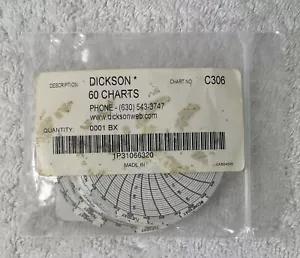 DESCRIPTION: DICKSON * CHART NO. C306
60 CHARTS
PHONE - (630) 543-3747
www.dicksonweb.com
QUANTITY: 0001 BX
1P31066320
MADE IN